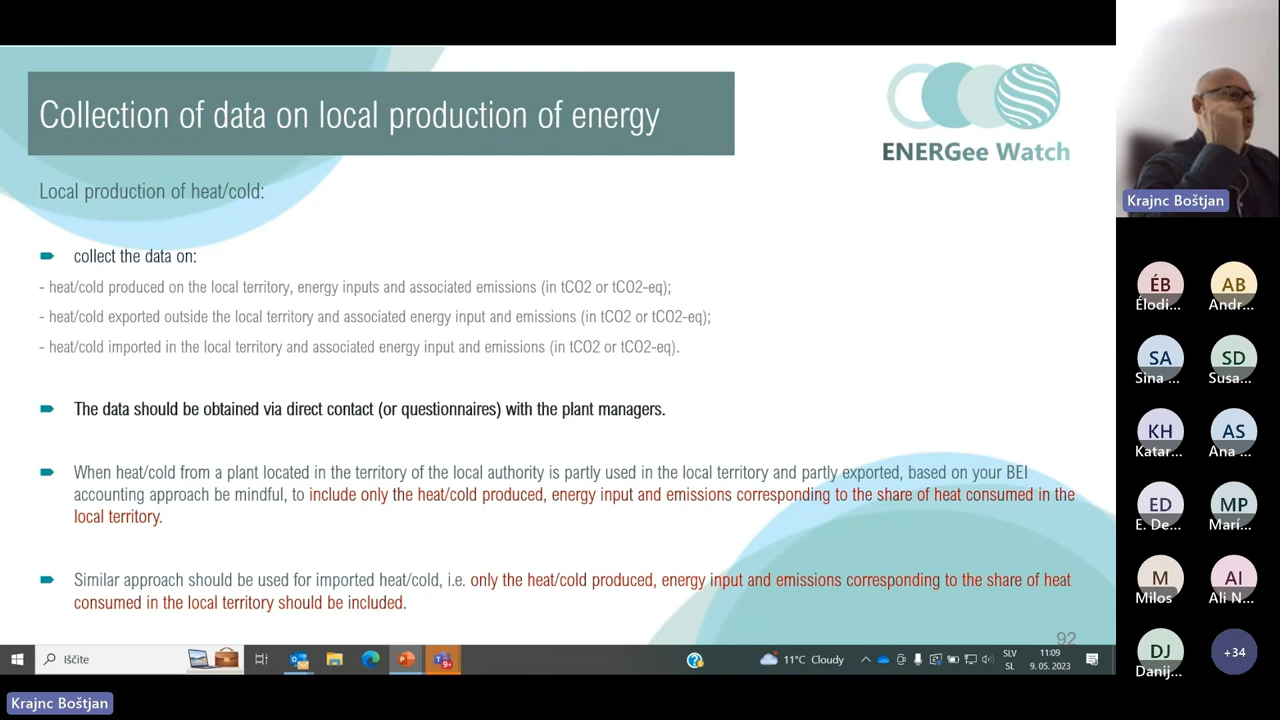 Collection of data on local production of energy
ENERGee Watch
Local production of heat/cold:
collect the data on:
- heat/cold produced on the local territory, energy inputs and associated emissions (in tCO2 or tCO2-eq);
- heat/cold exported outside the local territory and associated energy input and emissions (in tCO2 or tCO2-eq);
- heat/cold imported in the local territory and associated energy input and emissions (in tCO2 or tCO2-eq).
The data should be obtained via direct contact (or questionnaires) with the plant managers.
When heat/cold from a plant located in the territory of the local authority is partly used in the local territory and partly exported, based on your BEI
accounting approach be mindful, to include only the heat/cold produced, energy input and emissions corresponding to the share of heat consumed in the
local territory.
Similar approach should be used for imported heat/cold, i.e. only the heat/cold produced, energy input and emissions corresponding to the share of heat
consumed in the local territory should be included.
92
Iščite
9+
11°C Cloudy
SLV
SL
11:09
9. 05. 2023
Krajnc Boštjan
Krajnc Boštjan
ÉB
Élodi...
AB
Andr...
SA
Sina ...
SD
Susa...
KH
Katar...
AS
Ana ...
ED
E. De...
MP
Marí...
M
Milos
AI
Ali N...
DJ
Danij...
+34